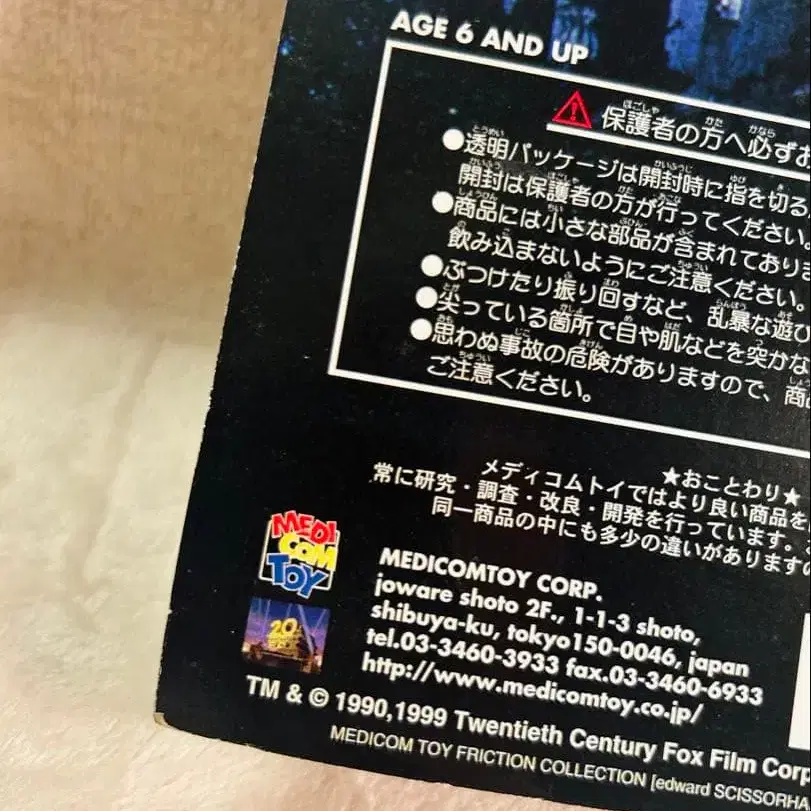 AGE 6 AND UP
保護者の方へ必ずお
●透明パッケージは開封時に指を切る
開封は保護者の方が行ってください。
●商品には小さな部品が含まれておりま
飲み込まないようにご注意ください。
●ぶつけたり振り回すなど、乱暴な遊び
●尖っている箇所で目や肌などを突かな
●思わぬ事故の危険がありますので、商品
ご注意ください。
★おことわり★
メディコムトイではより良い商品を
常に研究・調査・改良・開発を行っています。
同一商品の中にも多少の違いがありますの
MEDICOM TOY
MEDICOMTOY CORP.
joware shoto 2F., 1-1-3 shoto,
shibuya-ku, tokyo150-0046, japan
tel.03-3460-3933 fax.03-3460-6933
http://www.medicomtoy.co.jp/
TM & © 1990,1999 Twentieth Century Fox Film Corp
MEDICOM TOY FRICTION COLLECTION [edward SCISSORHA